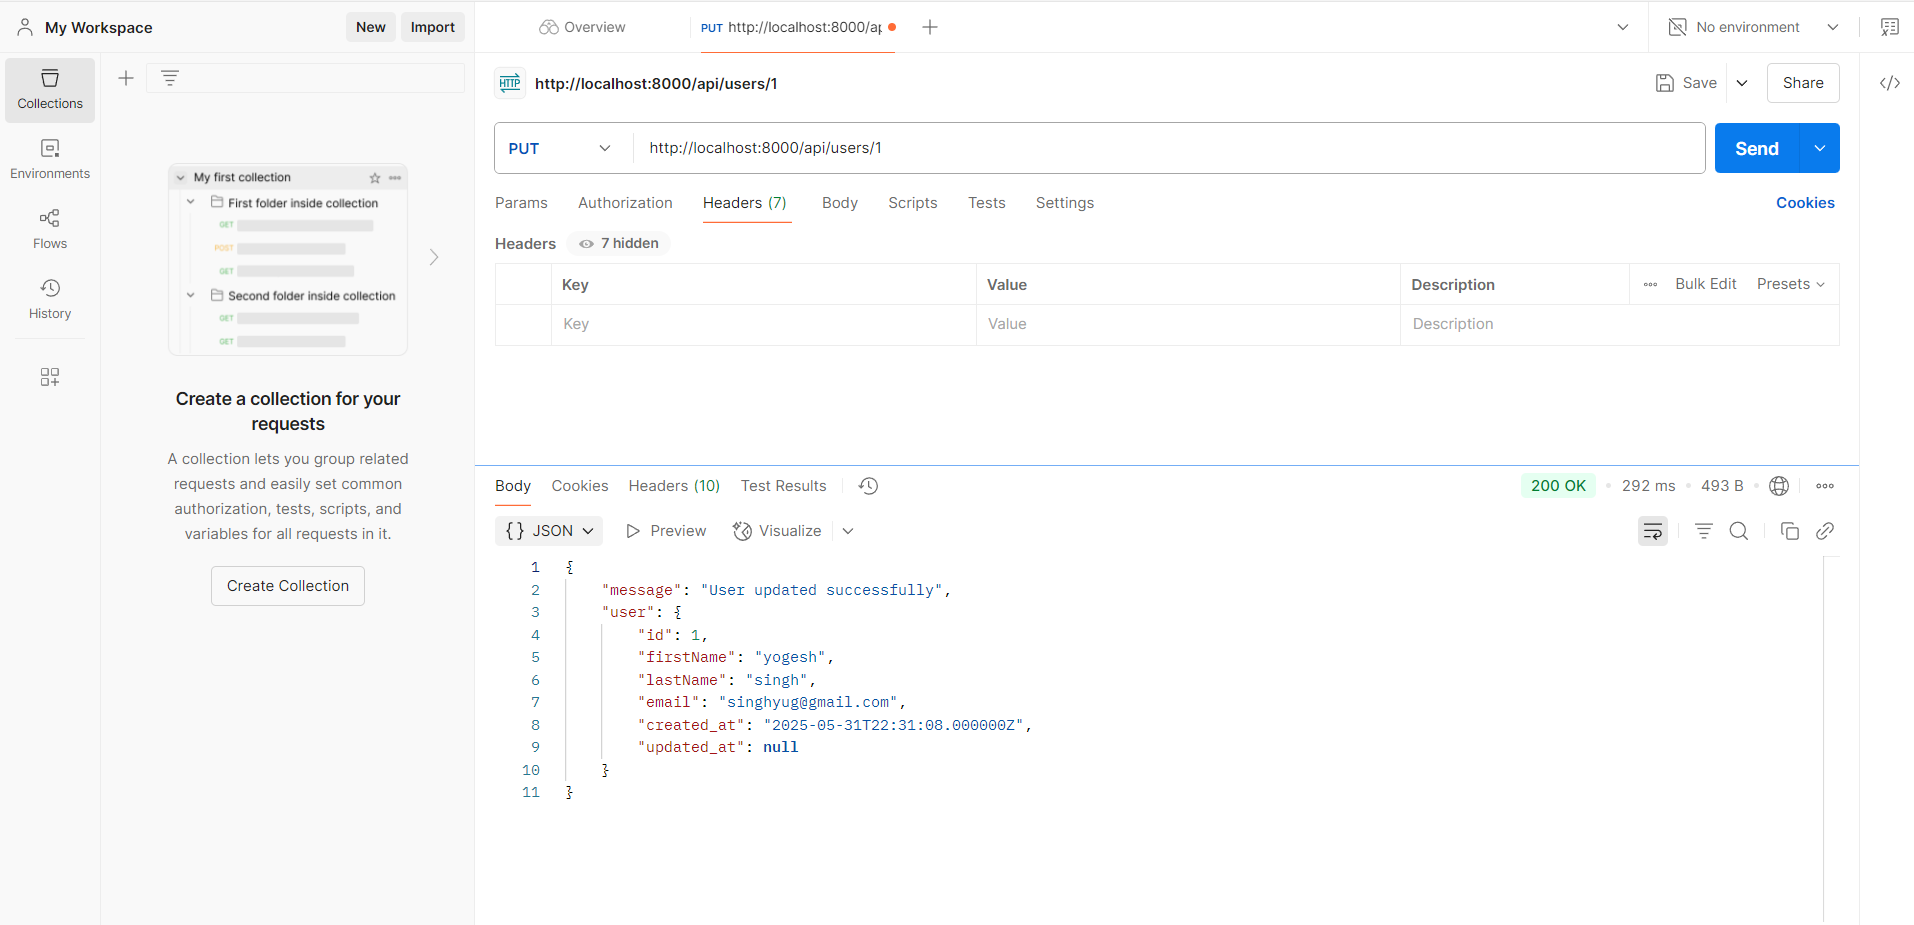 My Workspace
New
Import
Overview
PUT http://localhost:8000/ap
No environment
Collections
Environments
Flows
History
My first collection
First folder inside collection
GET
POST
GET
Second folder inside collection
GET
GET
Create a collection for your
requests
A collection lets you group related
requests and easily set common
authorization, tests, scripts, and
variables for all requests in it.
Create Collection
HTTP http://localhost:8000/api/users/1
Save
Share
PUT http://localhost:8000/api/users/1
Send
Params Authorization Headers (7) Body Scripts Tests Settings
Cookies
Headers 7 hidden
Key Value Description Bulk Edit Presets
Key Value Description
Body Cookies Headers (10) Test Results
200 OK • 292 ms • 493 B •
{} JSON Preview Visualize
1 {
2 "message": "User updated successfully",
3 "user": {
4 "id": 1,
5 "firstName": "yogesh",
6 "lastName": "singh",
7 "email": "singhyug@gmail.com",
8 "created_at": "2025-05-31T22:31:08.000000Z",
9 "updated_at": null
10 }
11 }